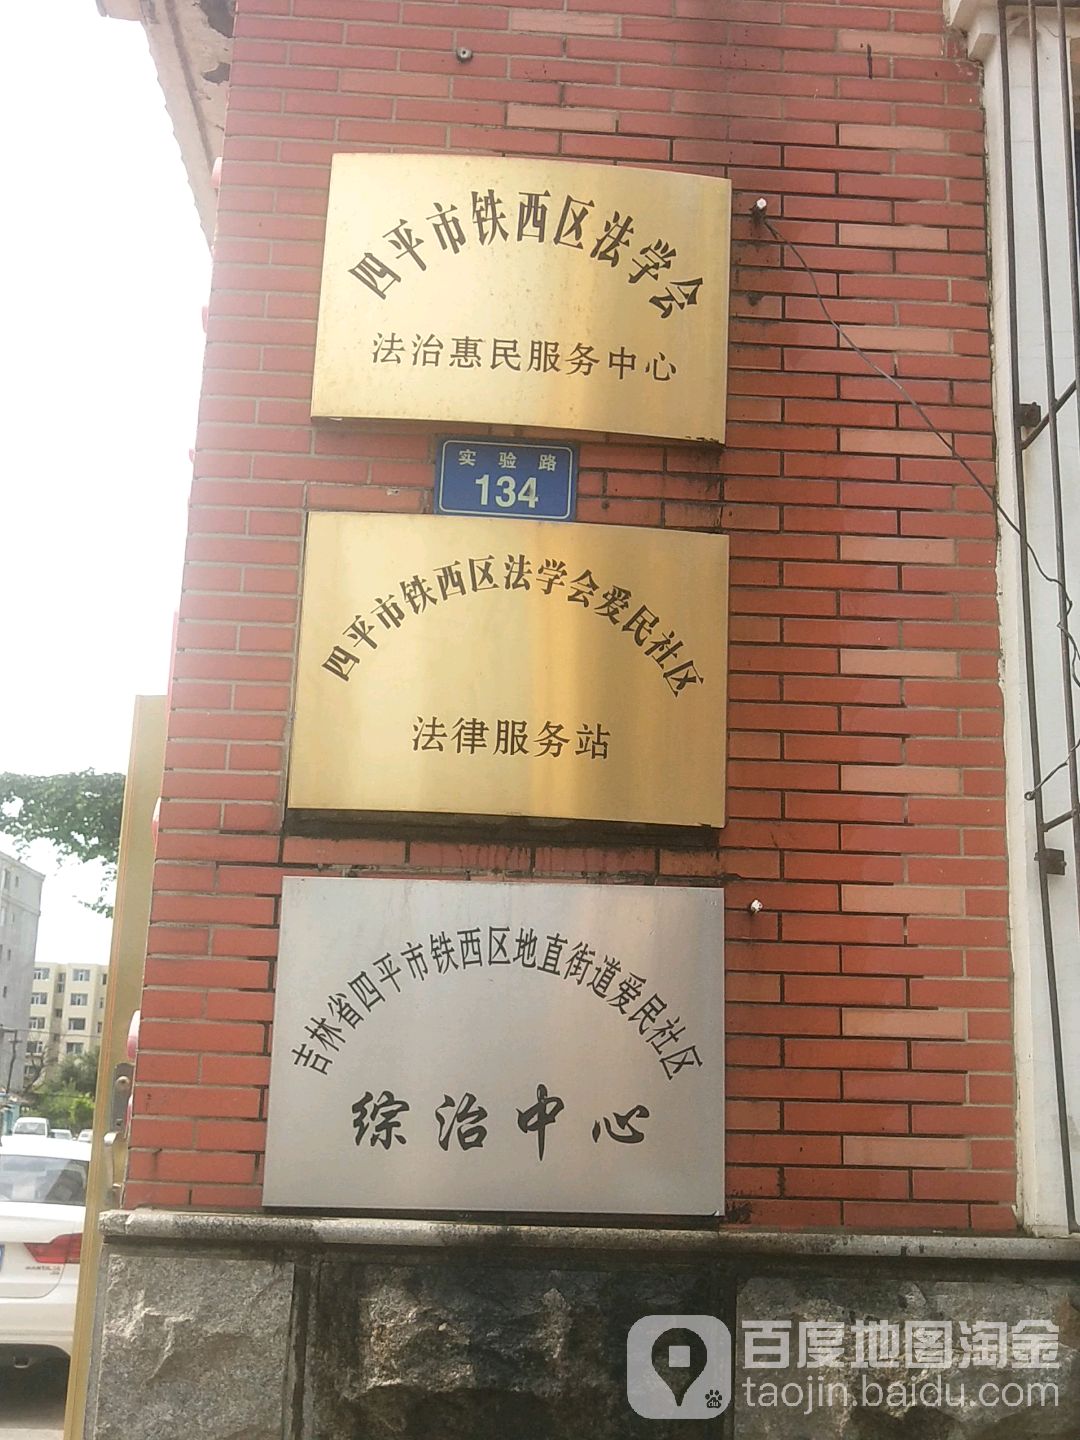 四平市铁西区法学会
法治惠民服务中心
实验路
134
四平市铁西区法学会爱民社区
法律服务站
吉林省四平市铁西区地直街道爱民社区
综治中心
百度地图淘金
du
taojin.baidu.com